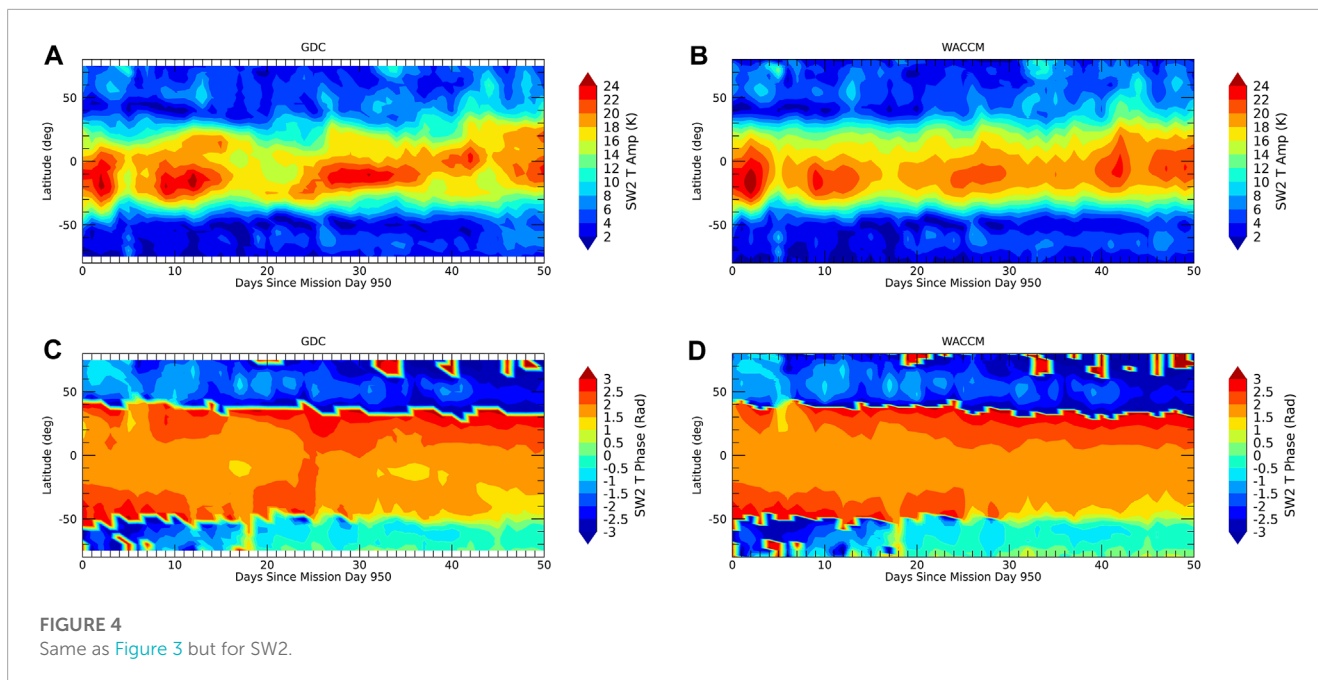 A
GDC
50
0
-50
Latitude (deg)
0 10 20 30 40 50
Days Since Mission Day 950
24
22
20
18
16
14
12
10
8
6
4
2
SW2 T Amp (K)
B
WACCM
50
0
-50
Latitude (deg)
0 10 20 30 40 50
Days Since Mission Day 950
24
22
20
18
16
14
12
10
8
6
4
2
SW2 T Amp (K)
C
GDC
50
0
-50
Latitude (deg)
0 10 20 30 40 50
Days Since Mission Day 950
3
2.5
2
1.5
1
0.5
0
-0.5
-1
-1.5
-2
-2.5
-3
SW2 T Phase (Rad)
D
WACCM
50
0
-50
Latitude (deg)
0 10 20 30 40 50
Days Since Mission Day 950
3
2.5
2
1.5
1
0.5
0
-0.5
-1
-1.5
-2
-2.5
-3
SW2 T Phase (Rad)
FIGURE 4
Same as Figure 3 but for SW2.